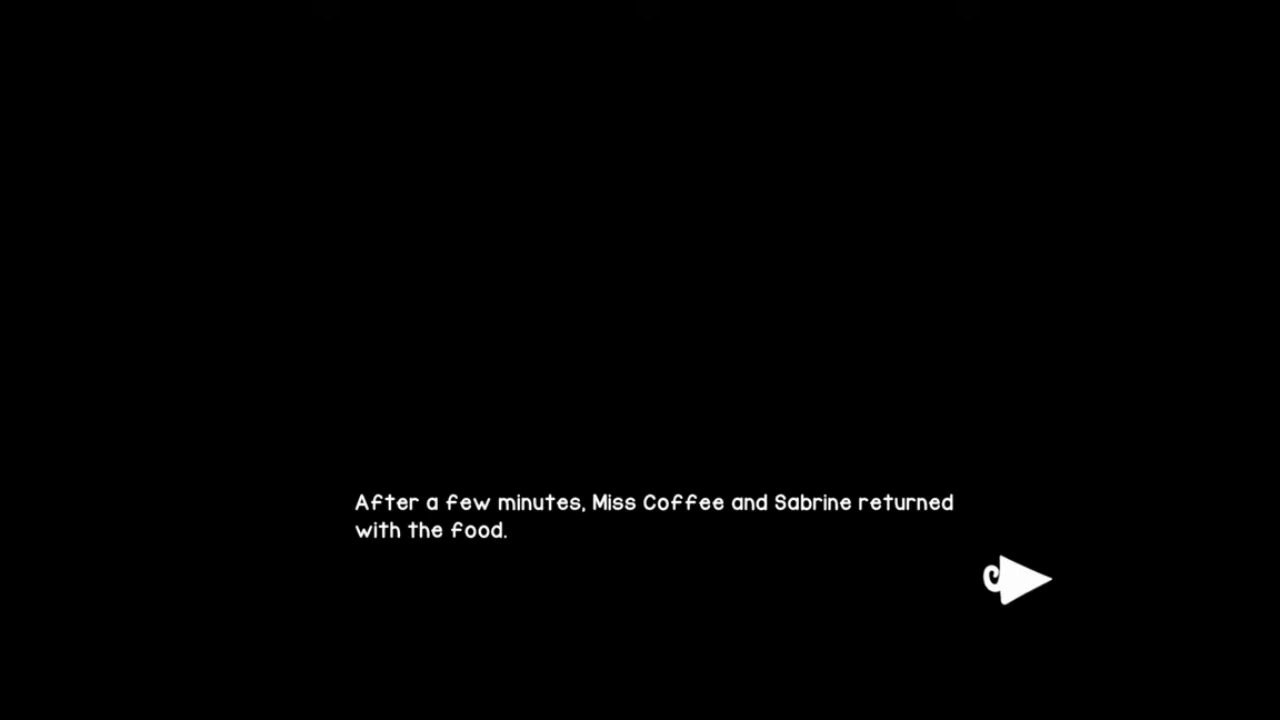 After a few minutes, Miss Coffee and Sabrine returned
with the food.